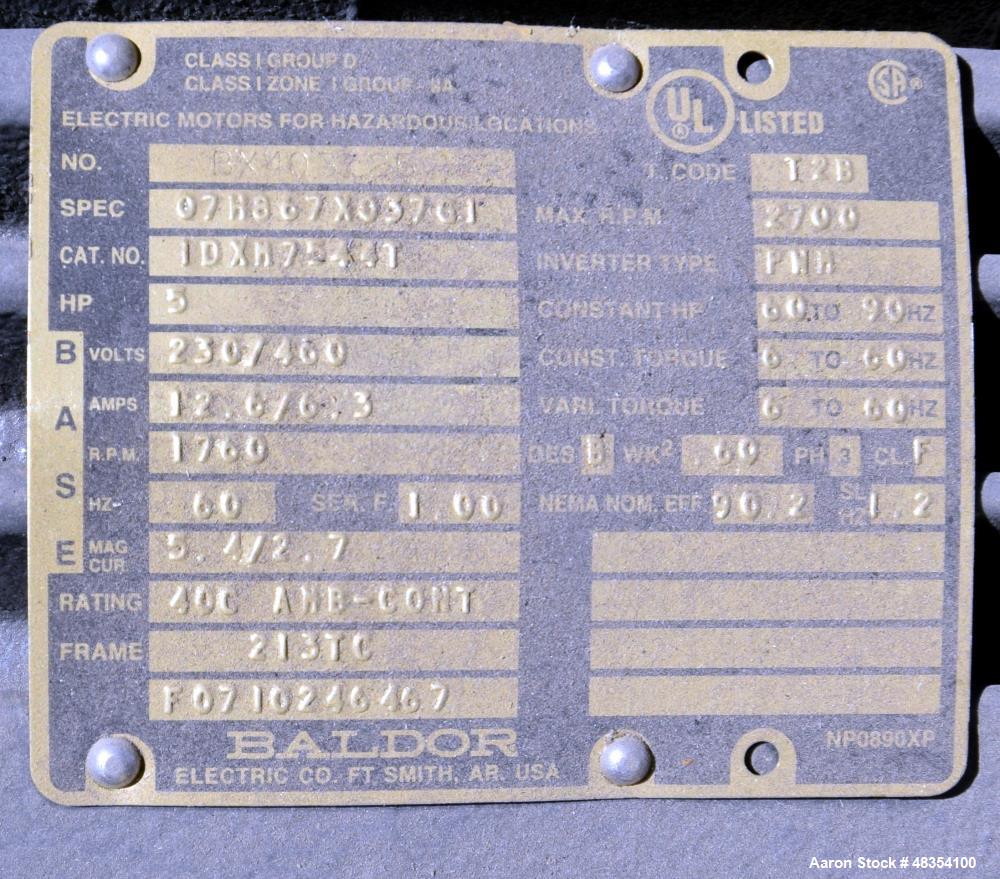 CLASS I GROUP D
CLASS I ZONE I GROUP-IIA
ELECTRIC MOTORS FOR HAZARDOUS LOCATIONS
UL ® LISTED
SA ®
NO.
T. CODE T2B
SPEC 07H867X037G1
MAX. R.P.M. 2700
CAT. NO. IDXM7544T
INVERTER TYPE PWM
HP 5
CONSTANT HP 60 TO 90 HZ
BASE
VOLTS 230/460
CONST. TORQUE 6 TO 60 HZ
AMPS 12.6/6.3
VARI. TORQUE 6 TO 60 HZ
R.P.M. 1760
DES B WK² .60 PH 3 CL. F
HZ- 60 SER. F. 1.00
NEMA NOM. EFF 90.2 SL HZ 1.2
MAG CUR 5.4/2.7
RATING 40C AMB-CONT
FRAME 213TC
F0710246467
BALDOR
NP0890XP
ELECTRIC CO. FT SMITH, AR. USA
Aaron Stock # 48354100